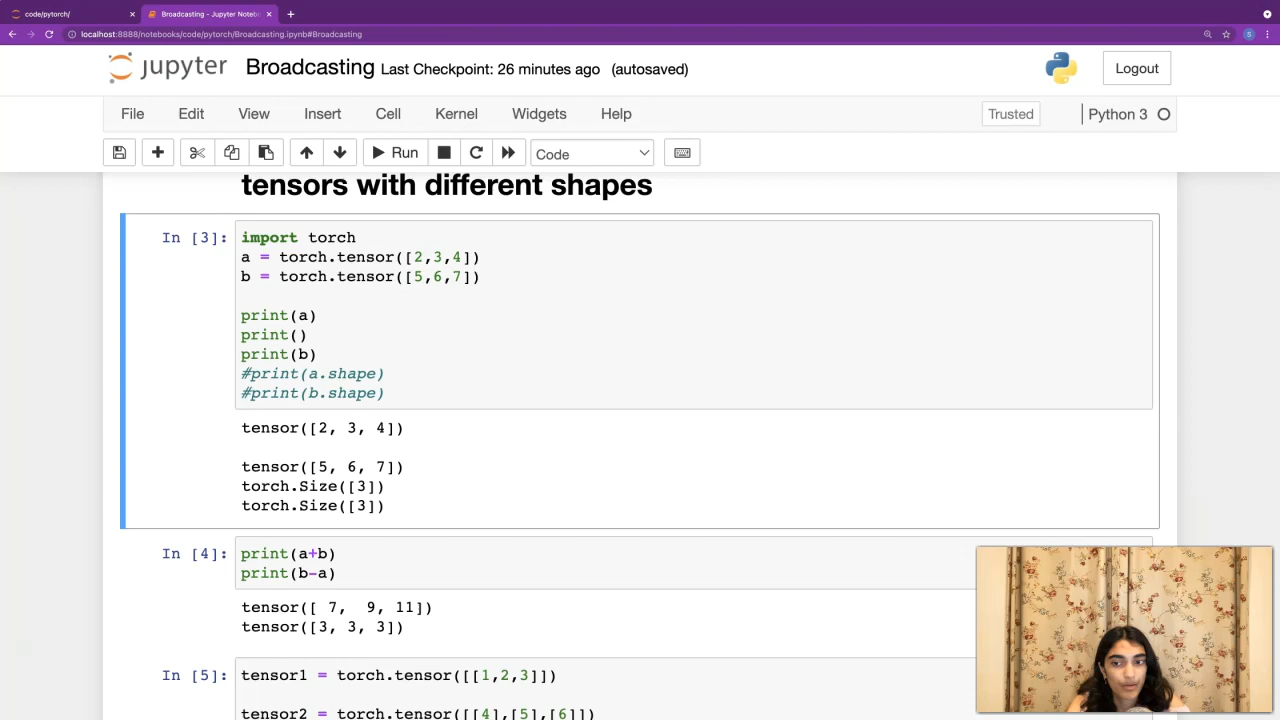 code/pytorch/
Broadcasting - Jupyter Noteb
localhost:8888/notebooks/code/pytorch/Broadcasting.ipynb#Broadcasting
S
jupyter Broadcasting Last Checkpoint: 26 minutes ago (autosaved)
Logout
File Edit View Insert Cell Kernel Widgets Help
Trusted Python 3
Run Code
tensors with different shapes
In [3]: import torch
a = torch.tensor([2,3,4])
b = torch.tensor([5,6,7])
print(a)
print()
print(b)
#print(a.shape)
#print(b.shape)
tensor([2, 3, 4])
tensor([5, 6, 7])
torch.Size([3])
torch.Size([3])
In [4]: print(a+b)
print(b-a)
tensor([ 7,  9, 11])
tensor([3, 3, 3])
In [5]: tensor1 = torch.tensor([[1,2,3]])
tensor2 = torch.tensor([[4],[5],[6]])